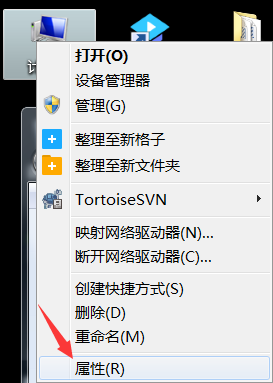 打开(O)
设备管理器
管理(G)
整理至新格子
整理至新文件夹
TortoiseSVN
映射网络驱动器(N)...
断开网络驱动器(C)...
创建快捷方式(S)
删除(D)
重命名(M)
属性(R)